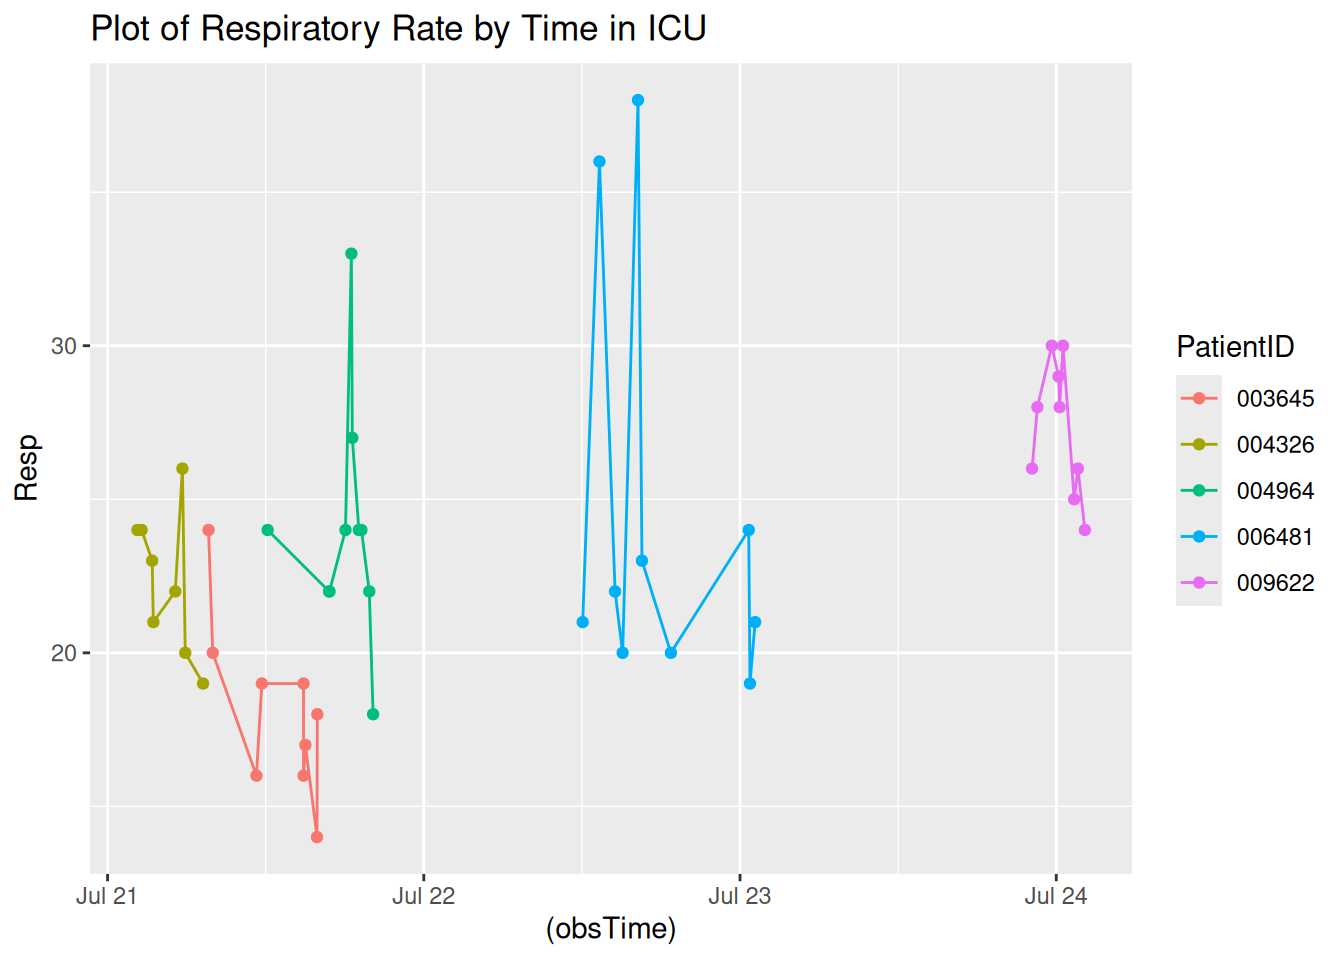 Plot of Respiratory Rate by Time in ICU
Resp
30
20
Jul 21
Jul 22
Jul 23
Jul 24
(obsTime)
PatientID
003645
004326
004964
006481
009622